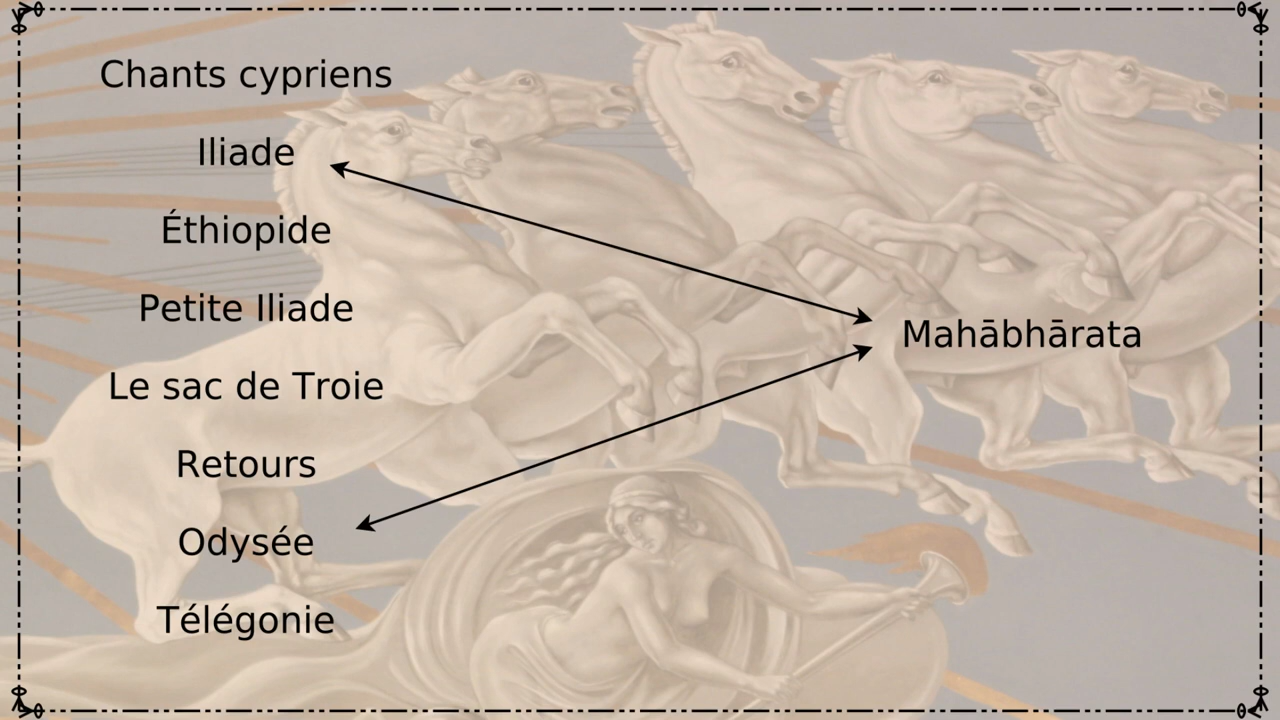 Chants cypriens
Iliade
Éthiopide
Petite Iliade
Le sac de Troie
Retours
Odysée
Télégonie
Mahābhārata